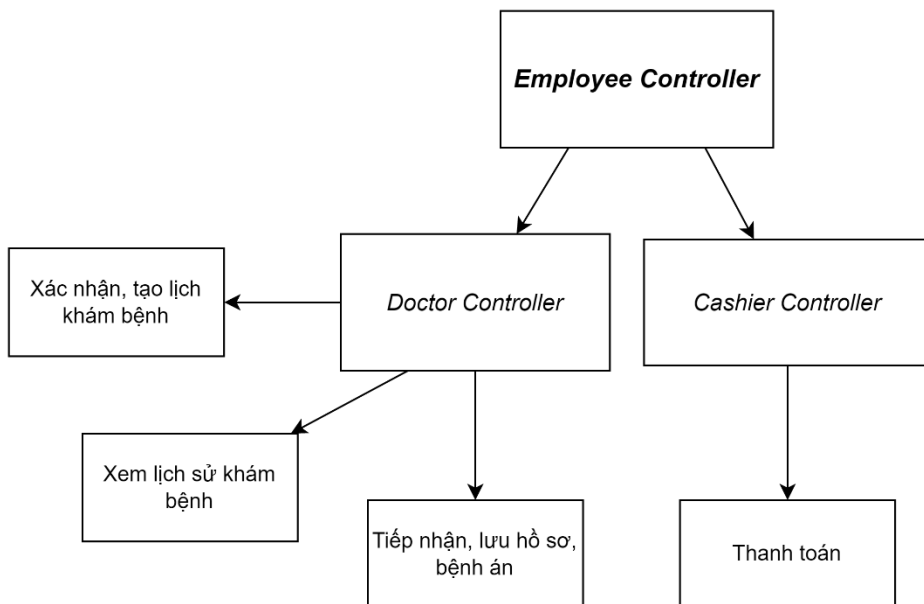 Employee Controller
Doctor Controller
Cashier Controller
Xác nhận, tạo lịch
khám bệnh
Xem lịch sử khám
bệnh
Tiếp nhận, lưu hồ sơ,
bệnh án
Thanh toán